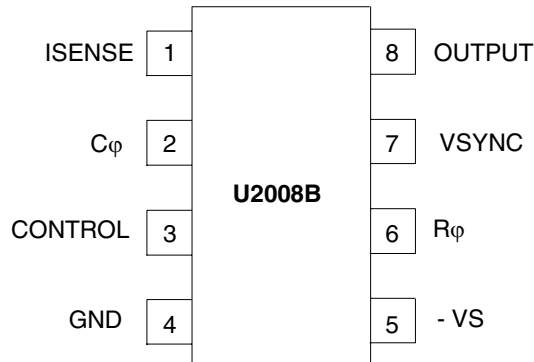 ISENSE 1 8 OUTPUT
Cφ 2 7 VSYNC
U2008B
CONTROL 3 6 Rφ
GND 4 5 - VS